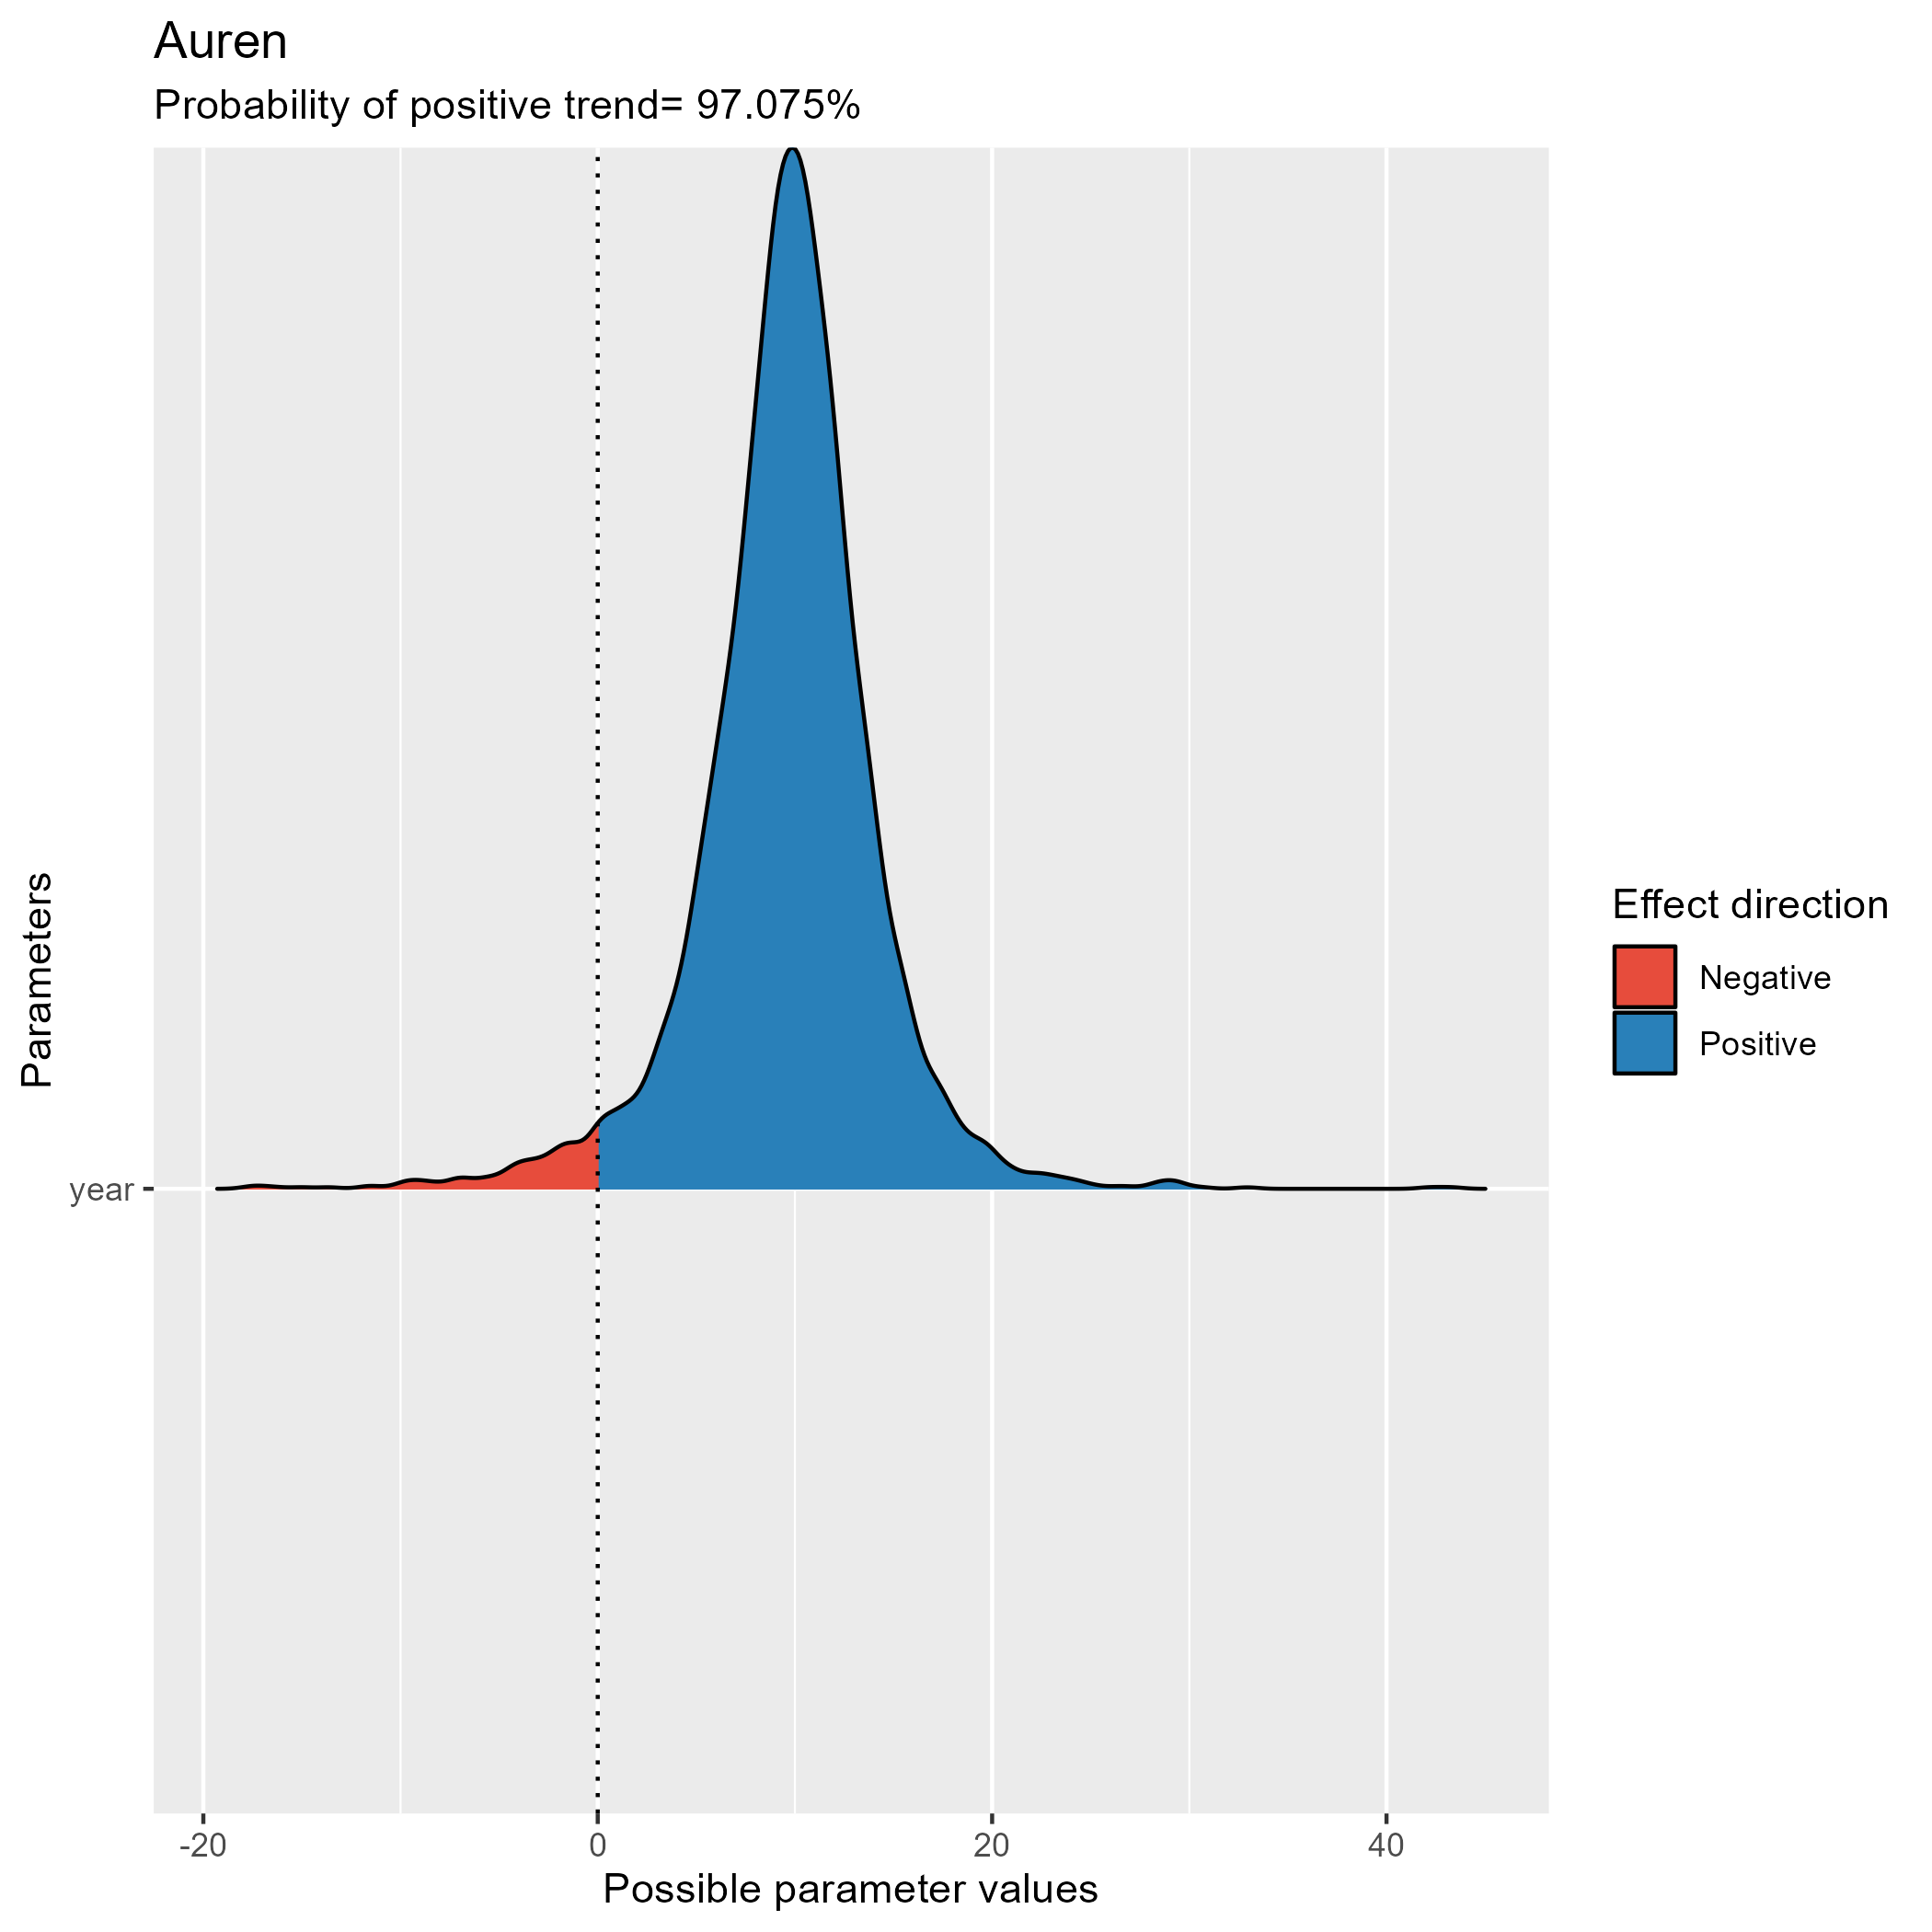 Auren
Probability of positive trend= 97.075%
Parameters
year
-20
0
20
40
Possible parameter values
Effect direction
Negative
Positive